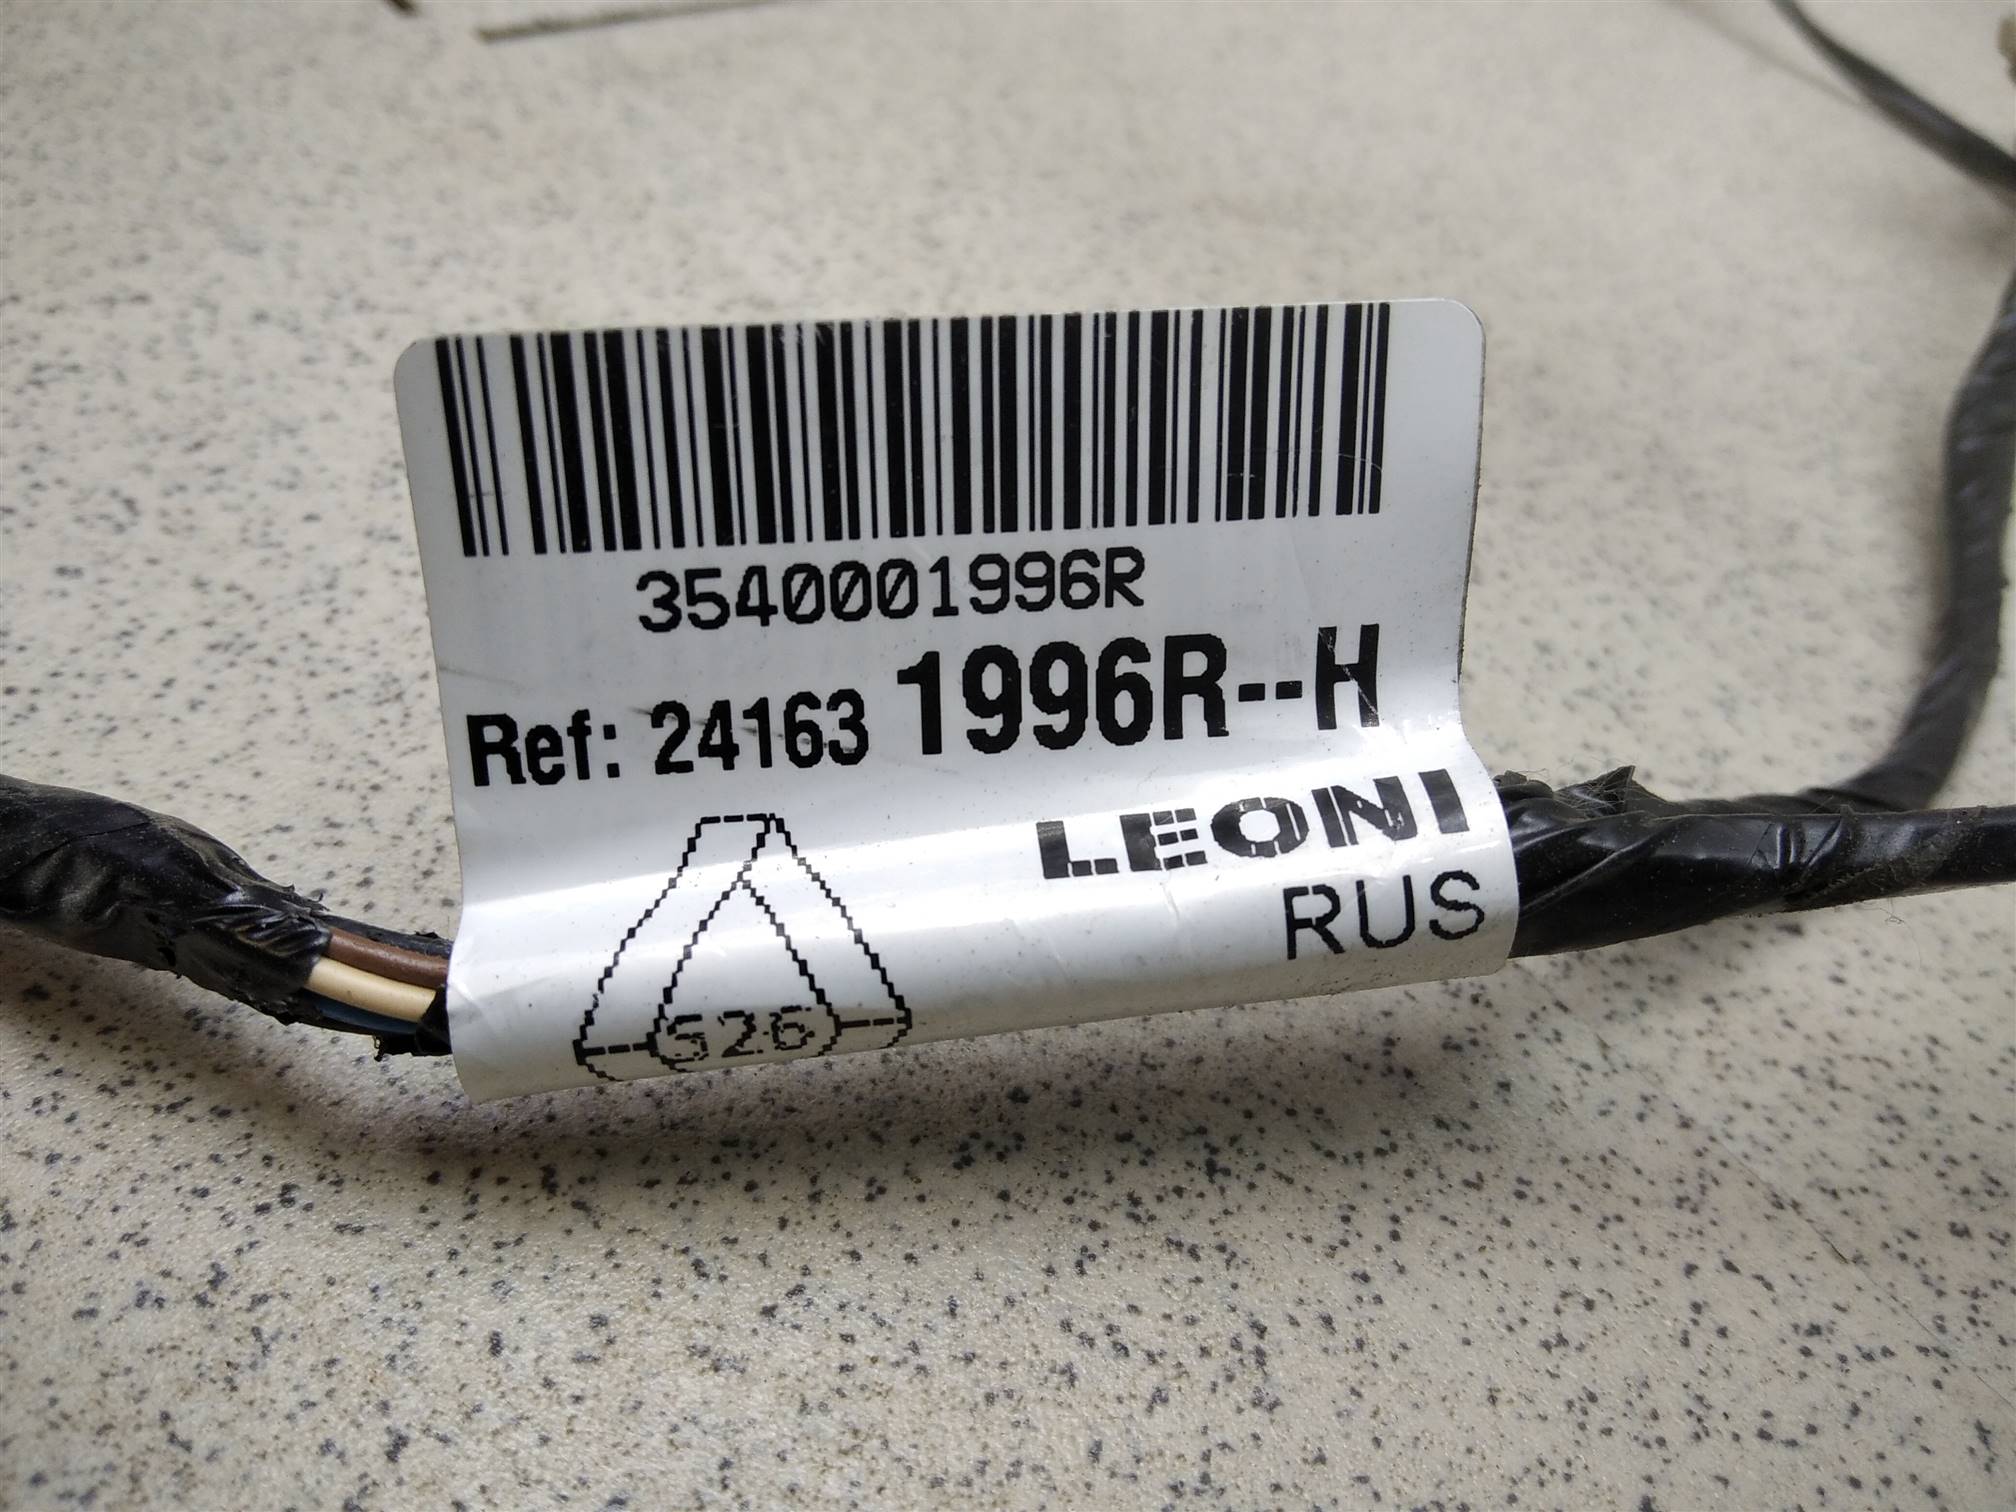 3540001996R
Ref: 24163 1996R--H
LEONI
RUS
S26